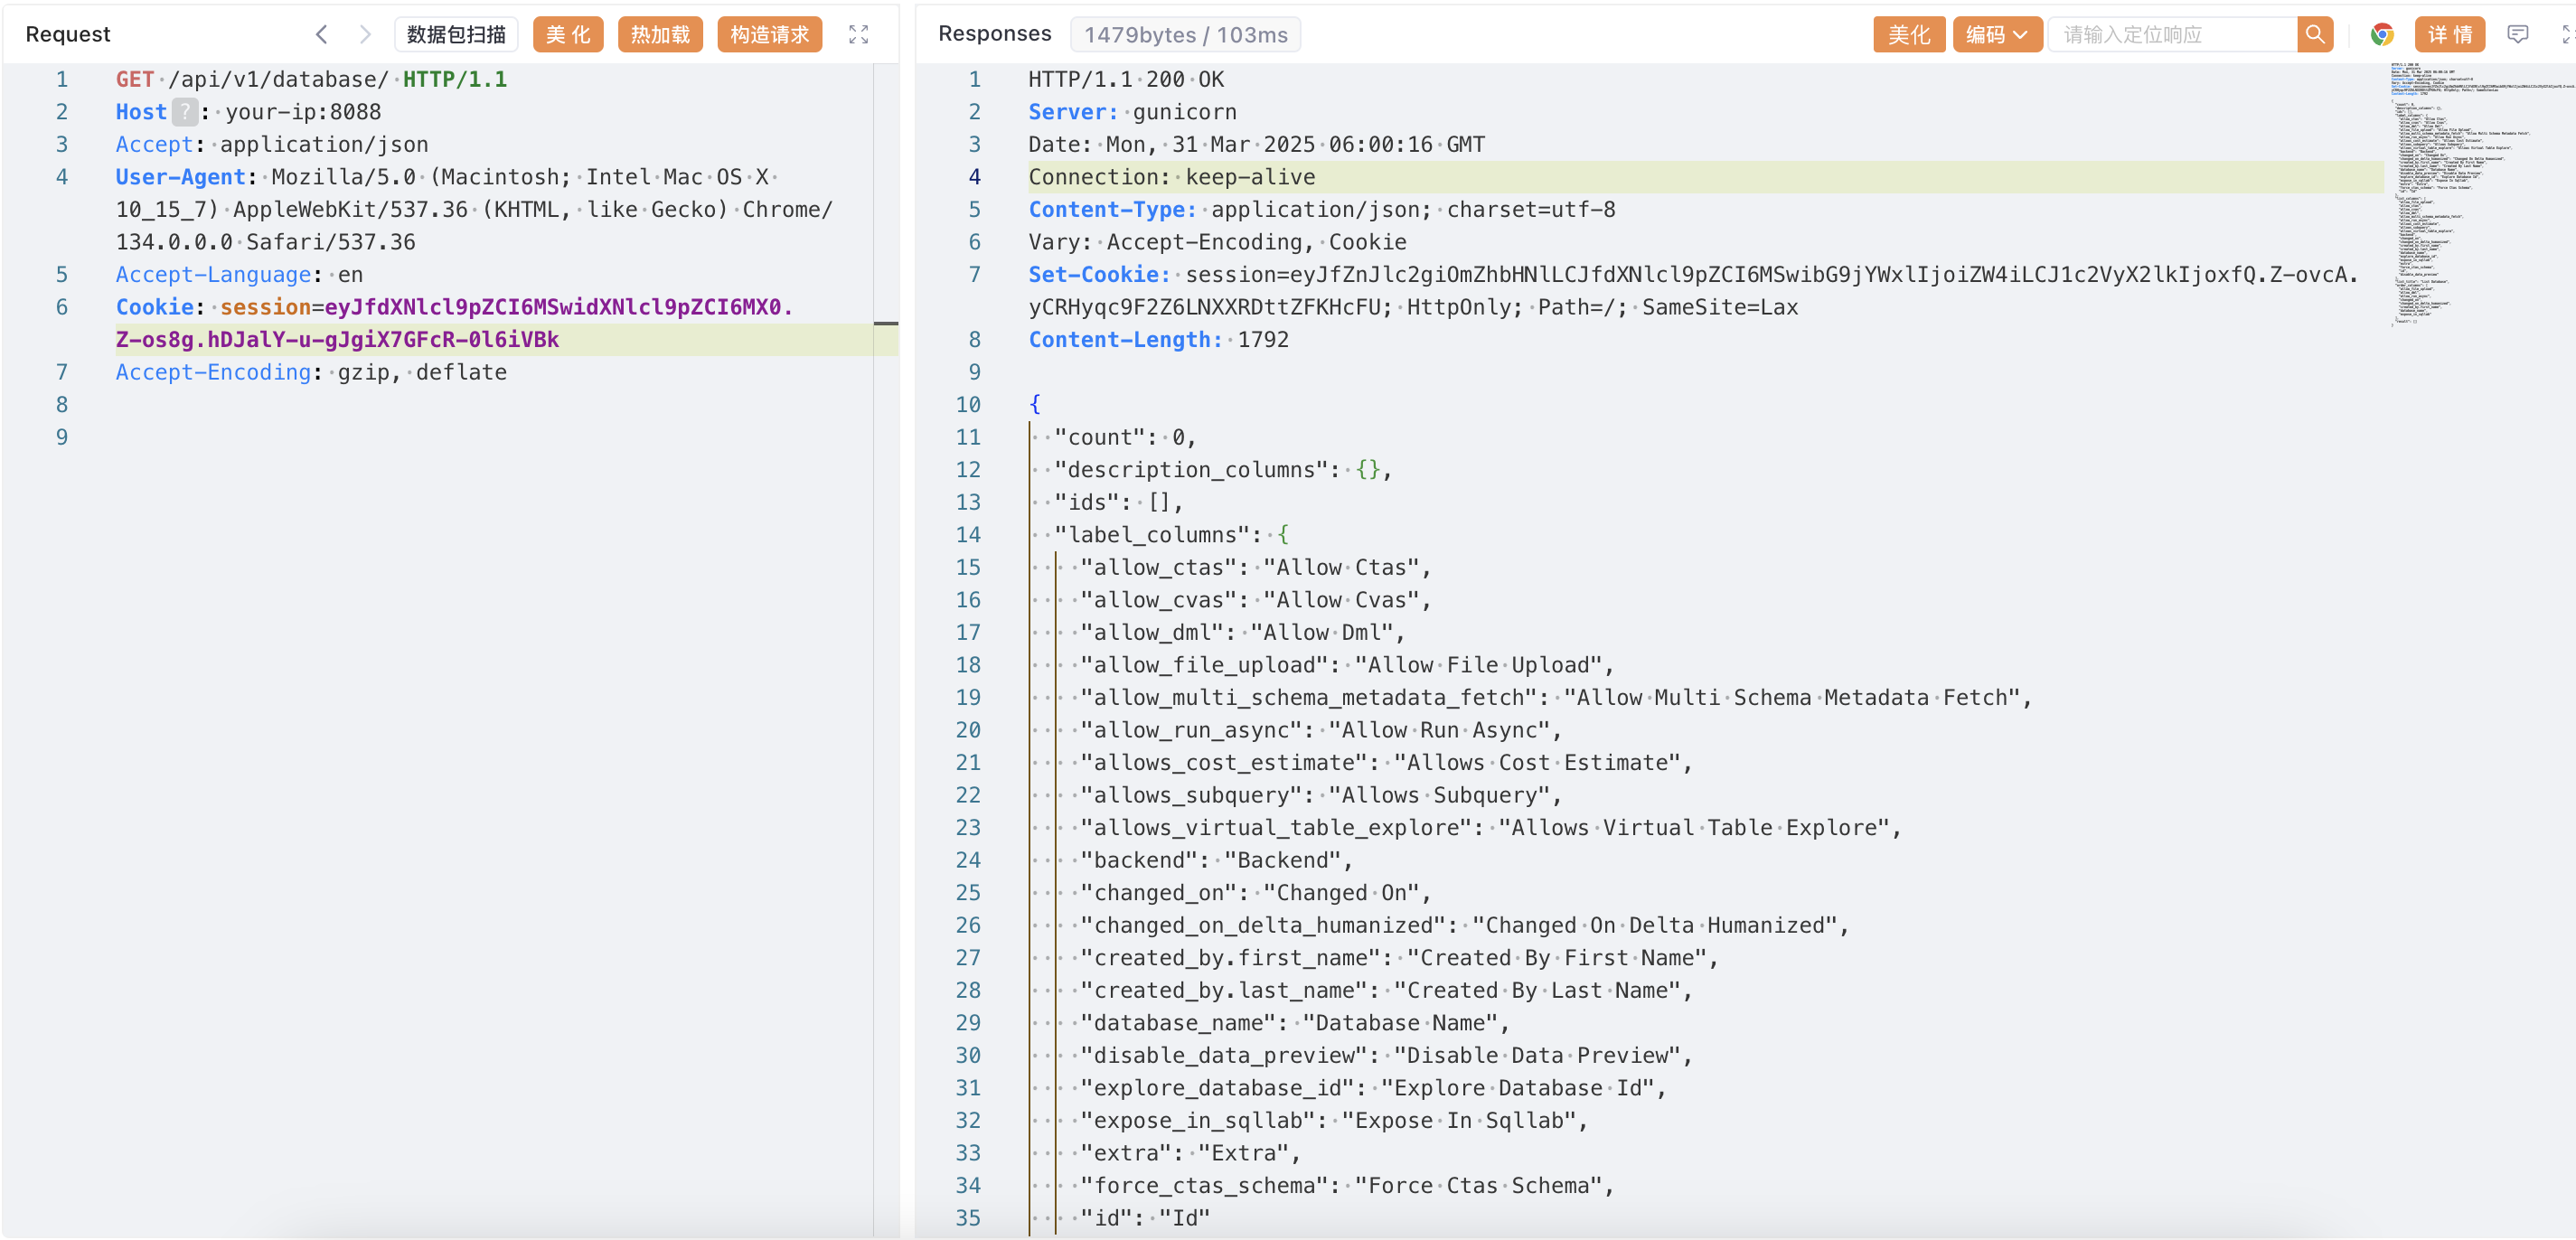 Request
数据包扫描
美 化
热加载
构造请求
1 GET /api/v1/database/ HTTP/1.1
2 Host ? : your-ip:8088
3 Accept: application/json
4 User-Agent: Mozilla/5.0 (Macintosh; Intel Mac OS X
10_15_7) AppleWebKit/537.36 (KHTML, like Gecko) Chrome/
134.0.0.0 Safari/537.36
5 Accept-Language: en
6 Cookie: session=eyJfdXNlcl9pZCI6MSwidXNlcl9pZCI6MX0.
Z-os8g.hDJalY-u-gJgiX7GFcR-0l6iVBk
7 Accept-Encoding: gzip, deflate
8
9
Responses
1479bytes / 103ms
美化
编码
请输入定位响应
详 情
1 HTTP/1.1 200 OK
2 Server: gunicorn
3 Date: Mon, 31 Mar 2025 06:00:16 GMT
4 Connection: keep-alive
5 Content-Type: application/json; charset=utf-8
6 Vary: Accept-Encoding, Cookie
7 Set-Cookie: session=eyJfZnJlc2giOmZhbHNlLCJfdXNlcl9pZCI6MSwibG9jYWxlIjoiZW4iLCJ1c2VyX2lkIjoxfQ.Z-ovcA.
yCRHyqc9F2Z6LNXXRDttZFKHcFU; HttpOnly; Path=/; SameSite=Lax
8 Content-Length: 1792
9
10 {
11 "count": 0,
12 "description_columns": {},
13 "ids": [],
14 "label_columns": {
15 "allow_ctas": "Allow Ctas",
16 "allow_cvas": "Allow Cvas",
17 "allow_dml": "Allow Dml",
18 "allow_file_upload": "Allow File Upload",
19 "allow_multi_schema_metadata_fetch": "Allow Multi Schema Metadata Fetch",
20 "allow_run_async": "Allow Run Async",
21 "allows_cost_estimate": "Allows Cost Estimate",
22 "allows_subquery": "Allows Subquery",
23 "allows_virtual_table_explore": "Allows Virtual Table Explore",
24 "backend": "Backend",
25 "changed_on": "Changed On",
26 "changed_on_delta_humanized": "Changed On Delta Humanized",
27 "created_by.first_name": "Created By First Name",
28 "created_by.last_name": "Created By Last Name",
29 "database_name": "Database Name",
30 "disable_data_preview": "Disable Data Preview",
31 "explore_database_id": "Explore Database Id",
32 "expose_in_sqllab": "Expose In Sqllab",
33 "extra": "Extra",
34 "force_ctas_schema": "Force Ctas Schema",
35 "id": "Id"